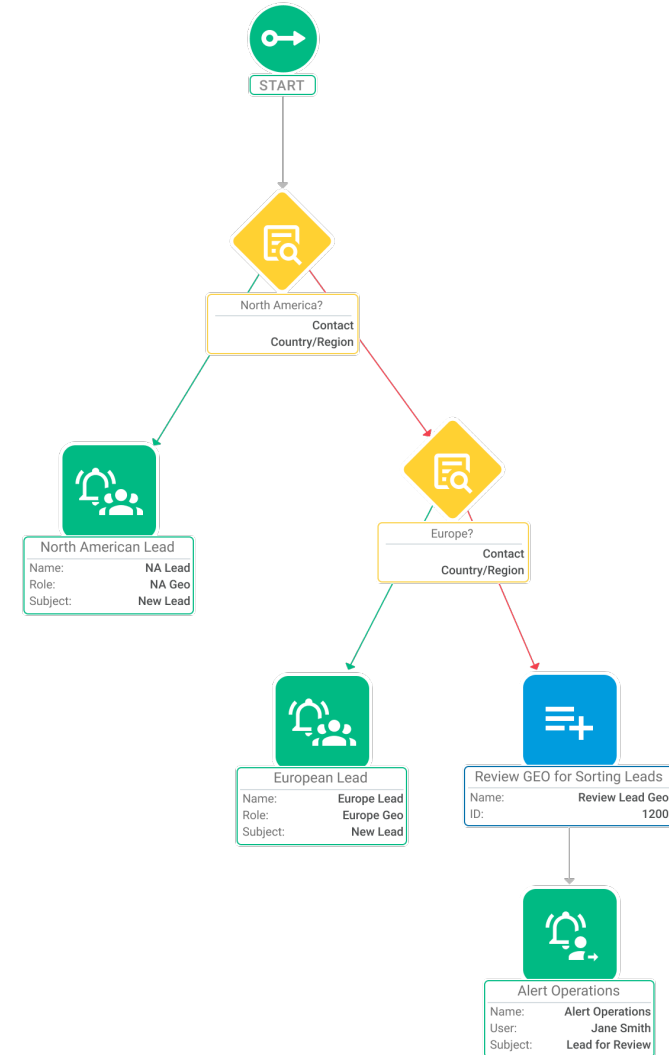 START
North America?
Contact
Country/Region
Europe?
Contact
Country/Region
North American Lead
Name: NA Lead
Role: NA Geo
Subject: New Lead
European Lead
Name: Europe Lead
Role: Europe Geo
Subject: New Lead
Review GEO for Sorting Leads
Name: Review Lead Geo
ID: 1200
Alert Operations
Name: Alert Operations
User: Jane Smith
Subject: Lead for Review